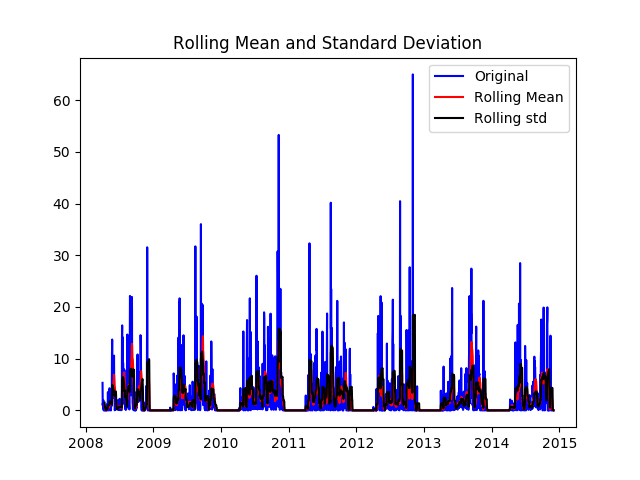 Rolling Mean and Standard Deviation
Original
Rolling Mean
Rolling std
60
50
40
30
20
10
0
2008 2009 2010 2011 2012 2013 2014 2015